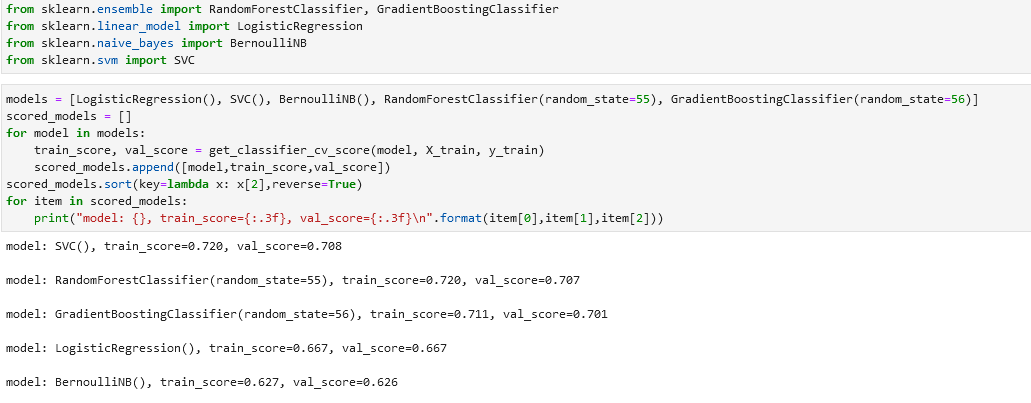 from sklearn.ensemble import RandomForestClassifier, GradientBoostingClassifier
from sklearn.linear_model import LogisticRegression
from sklearn.naive_bayes import BernoulliNB
from sklearn.svm import SVC
models = [LogisticRegression(), SVC(), BernoulliNB(), RandomForestClassifier(random_state=55), GradientBoostingClassifier(random_state=56)]
scored_models = []
for model in models:
    train_score, val_score = get_classifier_cv_score(model, X_train, y_train)
    scored_models.append([model,train_score,val_score])
scored_models.sort(key=lambda x: x[2],reverse=True)
for item in scored_models:
    print("model: {}, train_score={:.3f}, val_score={:.3f}\n".format(item[0],item[1],item[2]))
model: SVC(), train_score=0.720, val_score=0.708
model: RandomForestClassifier(random_state=55), train_score=0.720, val_score=0.707
model: GradientBoostingClassifier(random_state=56), train_score=0.711, val_score=0.701
model: LogisticRegression(), train_score=0.667, val_score=0.667
model: BernoulliNB(), train_score=0.627, val_score=0.626